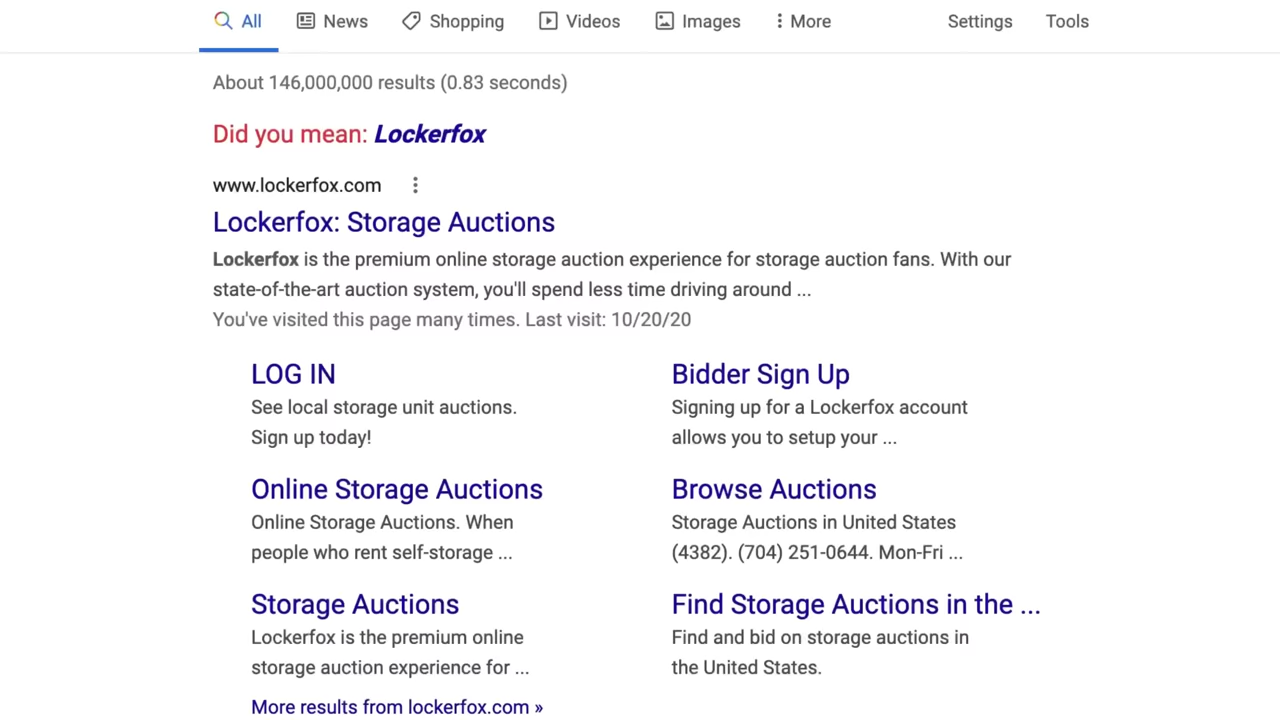 All News Shopping Videos Images More Settings Tools
About 146,000,000 results (0.83 seconds)
Did you mean: Lockerfox
www.lockerfox.com
Lockerfox: Storage Auctions
Lockerfox is the premium online storage auction experience for storage auction fans. With our
state-of-the-art auction system, you'll spend less time driving around ...
You've visited this page many times. Last visit: 10/20/20
LOG IN
See local storage unit auctions.
Sign up today!
Bidder Sign Up
Signing up for a Lockerfox account
allows you to setup your ...
Online Storage Auctions
Online Storage Auctions. When
people who rent self-storage ...
Browse Auctions
Storage Auctions in United States
(4382). (704) 251-0644. Mon-Fri ...
Storage Auctions
Lockerfox is the premium online
storage auction experience for ...
Find Storage Auctions in the ...
Find and bid on storage auctions in
the United States.
More results from lockerfox.com »